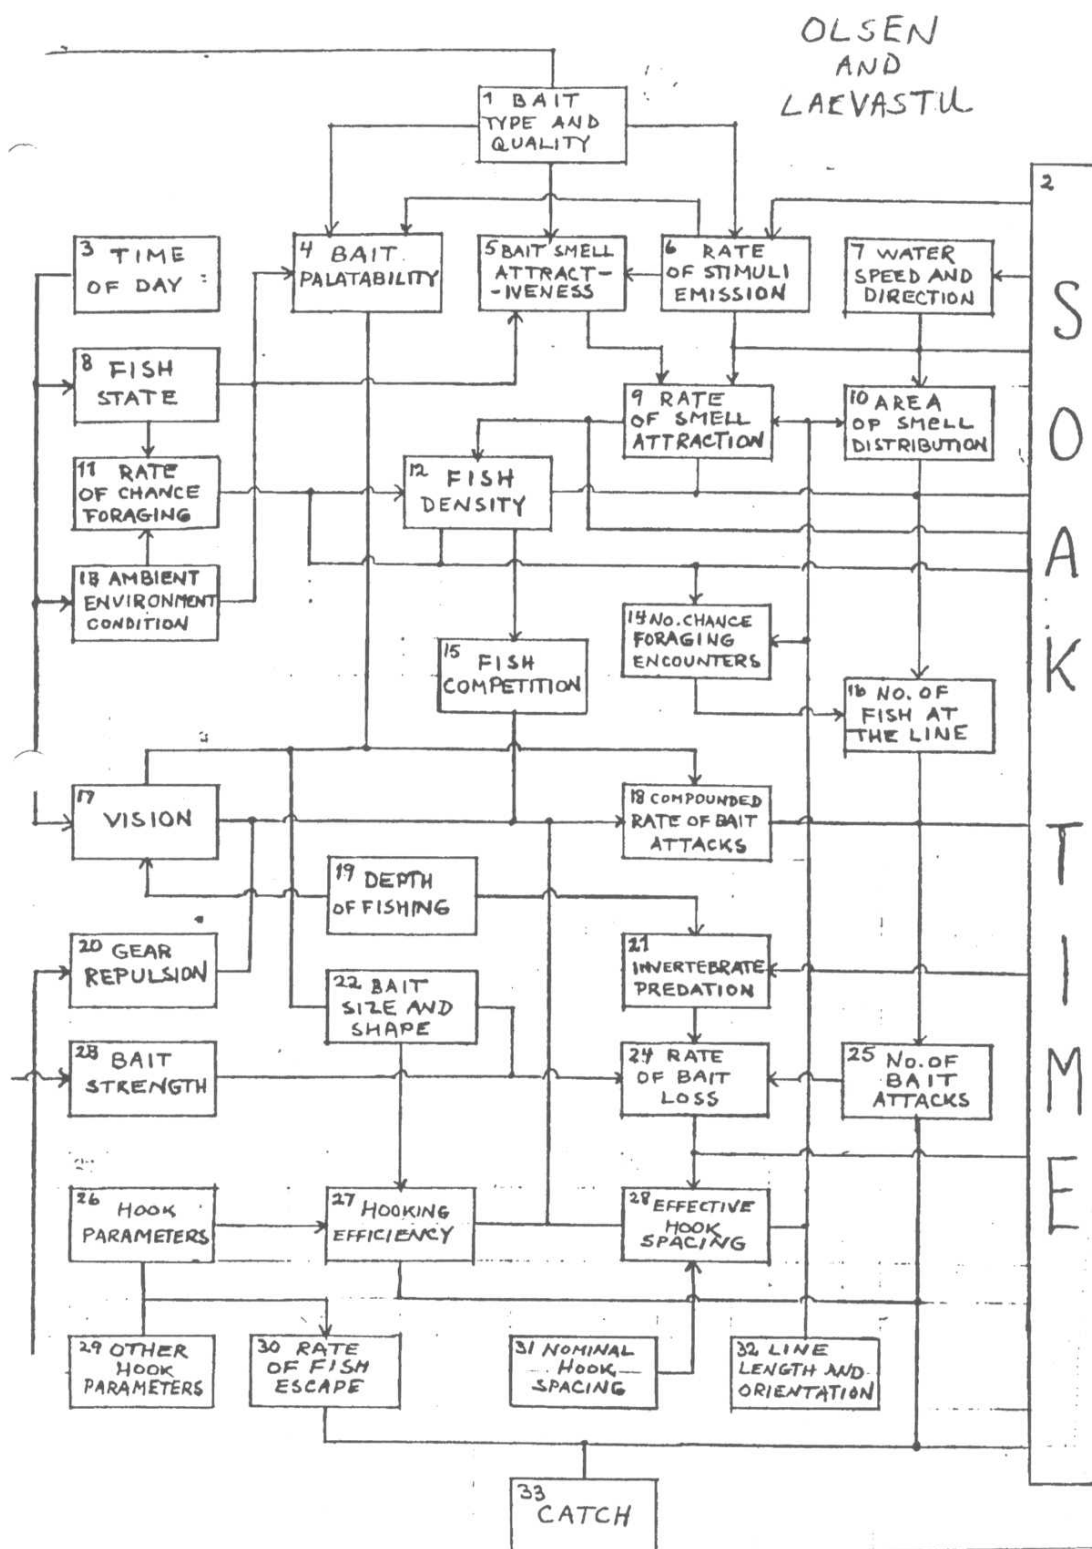 OLSEN
AND
LAEVASTU
1 BAIT
TYPE AND
QUALITY
2
SOAK
TIME
3 TIME
OF DAY
4 BAIT
PALATABILITY
5 BAIT SMELL
ATTRACT-
-IVENESS
6 RATE
OF STIMULI
EMISSION
7 WATER
SPEED AND
DIRECTION
8 FISH
STATE
9 RATE
OF SMELL
ATTRACTION
10 AREA
OP SMELL
DISTRIBUTION
11 RATE
OF CHANCE
FORAGING
12 FISH
DENSITY
13 AMBIENT
ENVIRONMENT
CONDITION
14 NO. CHANCE
FORAGING
ENCOUNTERS
15 FISH
COMPETITION
16 NO. OF
FISH AT
THE LINE
17
VISION
18 COMPOUNDED
RATE OF BAIT
ATTACKS
19 DEPTH
OF FISHING
20 GEAR
REPULSION
21
INVERTEBRATE
PREDATION
22 BAIT
SIZE AND
SHAPE
23 BAIT
STRENGTH
24 RATE
OF BAIT
LOSS
25 NO. OF
BAIT
ATTACKS
26 HOOK
PARAMETERS
27 HOOKING
EFFICIENCY
28 EFFECTIVE
HOOK
SPACING
29 OTHER
HOOK
PARAMETERS
30 RATE
OF FISH
ESCAPE
31 NOMINAL
HOOK
SPACING
32 LINE
LENGTH AND
ORIENTATION
33
CATCH